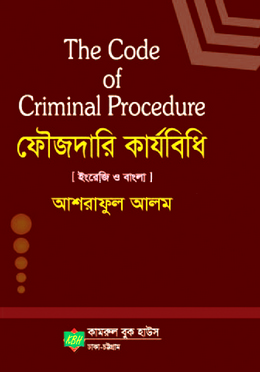 The Code
of
Criminal Procedure
ফৌজদারি কার্যবিধি
[ ইংরেজি ও বাংলা ]
আশরাফুল আলম
KBH
কামরুল বুক হাউস
ঢাকা-চট্টগ্রাম